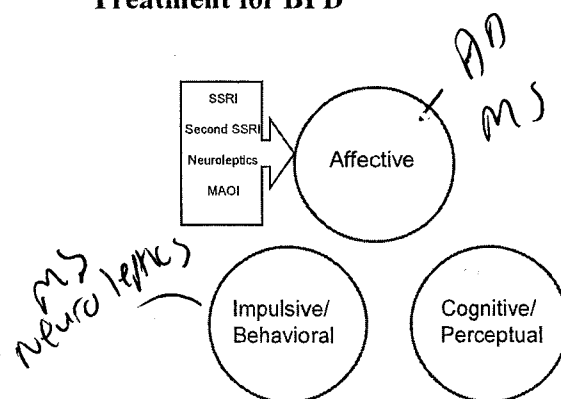 Treatment for BPD
AD
MS
SSRI
Second SSRI
Neuroleptics
MAOI
Affective
MS
neuroleptics
Impulsive/
Behavioral
Cognitive/
Perceptual